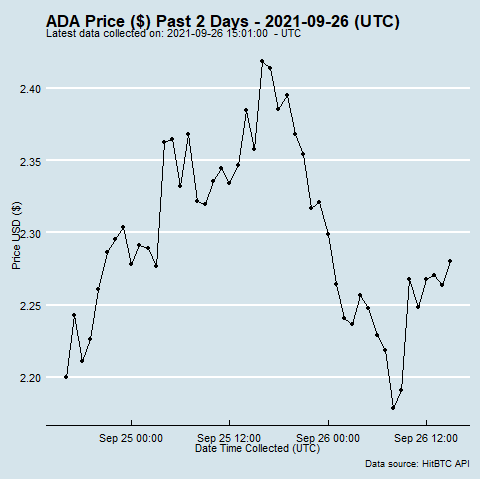 ADA Price ($) Past 2 Days - 2021-09-26 (UTC)
Latest data collected on: 2021-09-26 15:01:00 - UTC
2.40
2.35
2.30
2.25
2.20
Price USD ($)
Sep 25 00:00 Sep 25 12:00 Sep 26 00:00 Sep 26 12:00
Date Time Collected (UTC)
Data source: HitBTC API